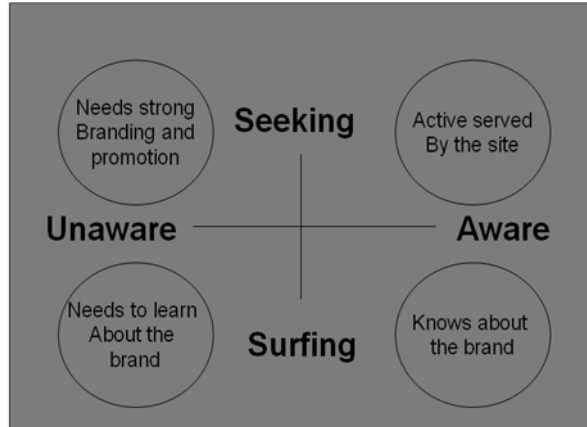 Needs strong
Branding and
promotion
Seeking
Active served
By the site
Unaware
Aware
Needs to learn
About the
brand
Surfing
Knows about
the brand